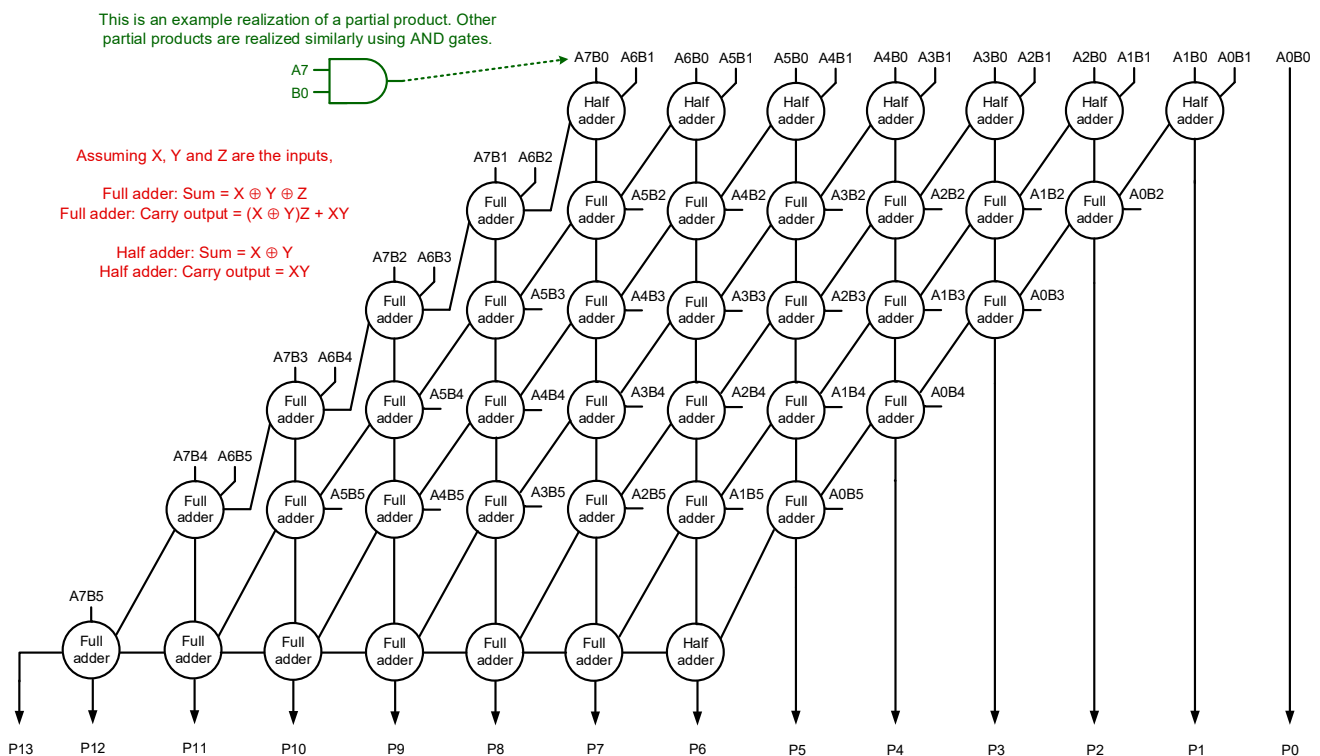 This is an example realization of a partial product. Other
partial products are realized similarly using AND gates.
A7B0 A6B1 A6B0 A5B1 A5B0 A4B1 A4B0 A3B1 A3B0 A2B1 A2B0 A1B1 A1B0 A0B1 A0B0
A7
B0
Half
adder
Half
adder
Half
adder
Half
adder
Half
adder
Half
adder
Half
adder
Assuming X, Y and Z are the inputs,
Full adder: Sum = X ⊕ Y ⊕ Z
Full adder: Carry output = (X ⊕ Y)Z + XY
Half adder: Sum = X ⊕ Y
Half adder: Carry output = XY
A7B1 A6B2
Full
adder
Full
adder
A5B2
Full
adder
A4B2
Full
adder
A3B2
Full
adder
A2B2
Full
adder
A1B2
Full
adder
A0B2
A7B2 A6B3
Full
adder
Full
adder
A5B3
Full
adder
A4B3
Full
adder
A3B3
Full
adder
A2B3
Full
adder
A1B3
Full
adder
A0B3
A7B3 A6B4
Full
adder
Full
adder
A5B4
Full
adder
A4B4
Full
adder
A3B4
Full
adder
A2B4
Full
adder
A1B4
Full
adder
A0B4
A7B4 A6B5
Full
adder
Full
adder
A5B5
Full
adder
A4B5
Full
adder
A3B5
Full
adder
A2B5
Full
adder
A1B5
Full
adder
A0B5
A7B5
Full
adder
Full
adder
Full
adder
Full
adder
Full
adder
Full
adder
Half
adder
P13 P12 P11 P10 P9 P8 P7 P6 P5 P4 P3 P2 P1 P0